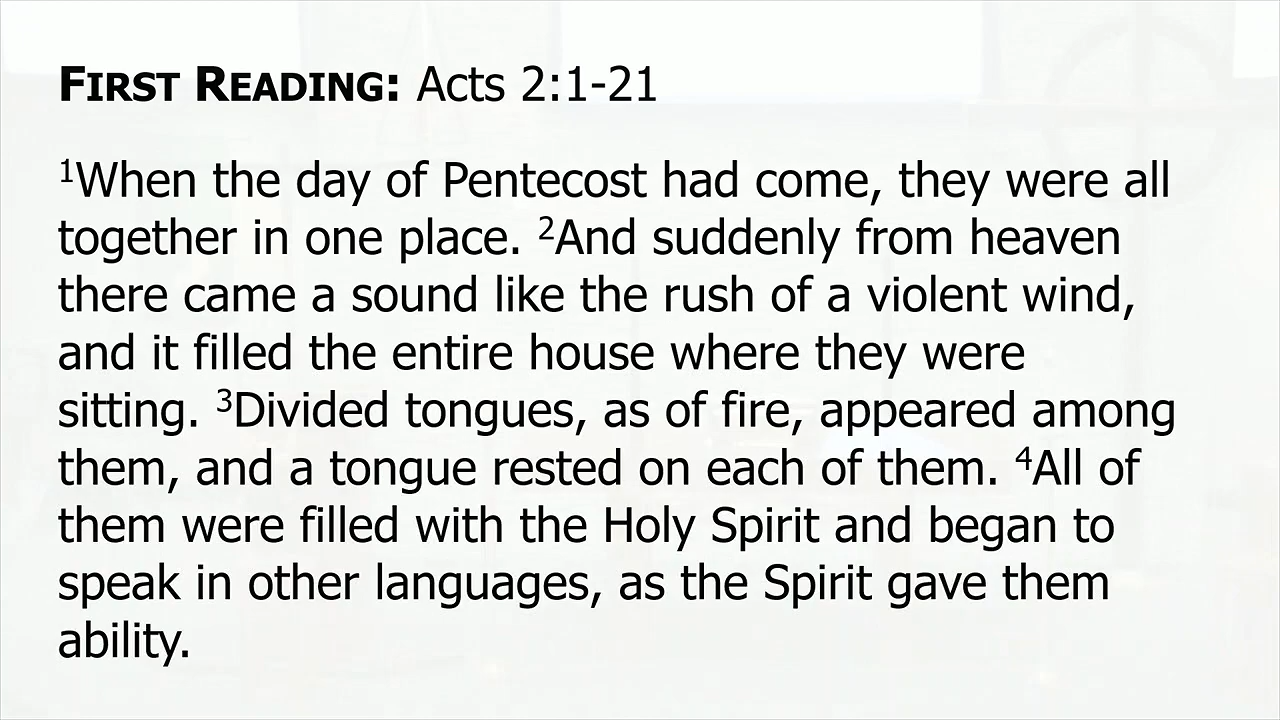 FIRST READING: Acts 2:1-21
¹When the day of Pentecost had come, they were all
together in one place. ²And suddenly from heaven
there came a sound like the rush of a violent wind,
and it filled the entire house where they were
sitting. ³Divided tongues, as of fire, appeared among
them, and a tongue rested on each of them. ⁴All of
them were filled with the Holy Spirit and began to
speak in other languages, as the Spirit gave them
ability.